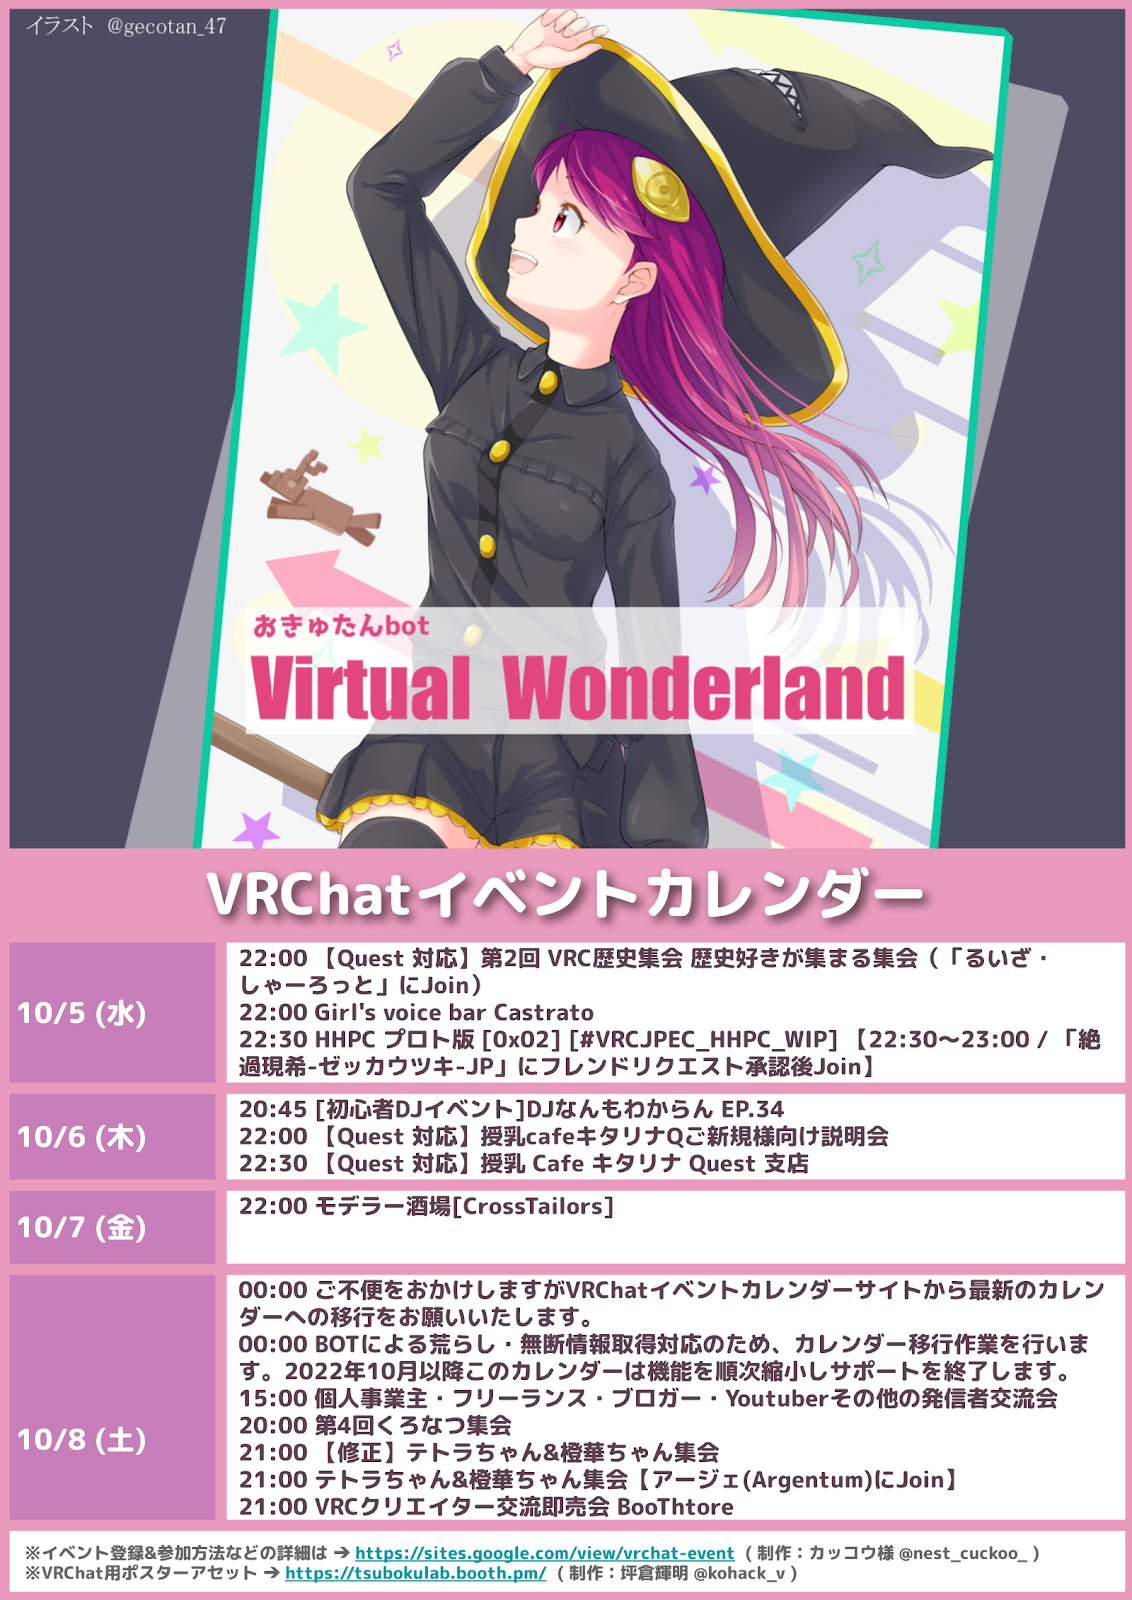 イラスト @gecotan_47
おきゅたんbot
Virtual Wonderland
VRChatイベントカレンダー
10/5 (水)
22:00 【Quest 対応】第2回 VRC歴史集会 歴史好きが集まる集会（「るいざ・
しゃーろっと」にJoin）
22:00 Girl's voice bar Castrato
22:30 HHPC プロト版 [0x02] [#VRCJPEC_HHPC_WIP] 【22:30～23:00 / 「絶
過現希-ゼッカウツキ-JP」にフレンドリクエスト承認後Join】
10/6 (木)
20:45 [初心者DJイベント]DJなんもわからん EP.34
22:00 【Quest 対応】授乳cafeキタリナQご新規様向け説明会
22:30 【Quest 対応】授乳 Cafe キタリナ Quest 支店
10/7 (金)
22:00 モデラー酒場[CrossTailors]
10/8 (土)
00:00 ご不便をおかけしますがVRChatイベントカレンダーサイトから最新のカレン
ダーへの移行をお願いいたします。
00:00 BOTによる荒らし・無断情報取得対応のため、カレンダー移行作業を行いま
す。2022年10月以降このカレンダーは機能を順次縮小しサポートを終了します。
15:00 個人事業主・フリーランス・ブロガー・Youtuberその他の発信者交流会
20:00 第4回くろなつ集会
21:00 【修正】テトラちゃん&橙華ちゃん集会
21:00 テトラちゃん&橙華ちゃん集会【アージェ(Argentum)にJoin】
21:00 VRCクリエイター交流即売会 BooThtore
※イベント登録&参加方法などの詳細は ➔ https://sites.google.com/view/vrchat-event （ 制作：カッコウ様 @nest_cuckoo_ ）
※VRChat用ポスターアセット ➔ https://tsubokulab.booth.pm/ （ 制作：坪倉輝明 @kohack_v ）